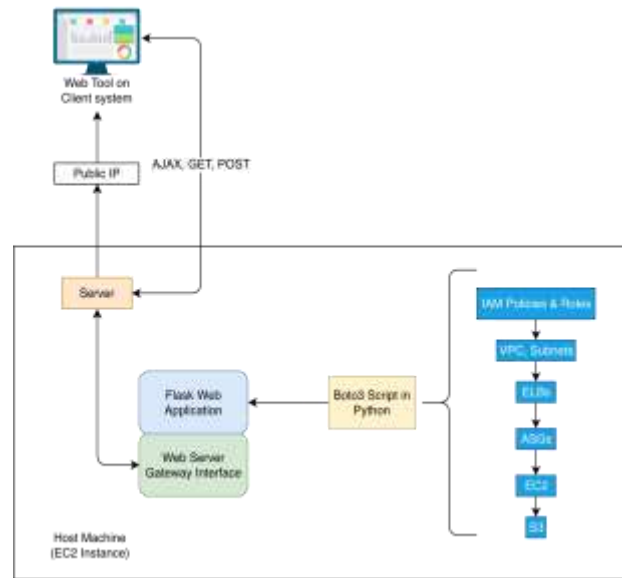 Web Tool on
Client system
Public IP
AJAX, GET, POST
Server
IAM Policies & Roles
VPC, Subnets
ELBs
Flask Web
Application
Boto3 Script in
Python
ASGs
Web Server
Gateway Interface
EC2
S3
Host Machine
(EC2 Instance)